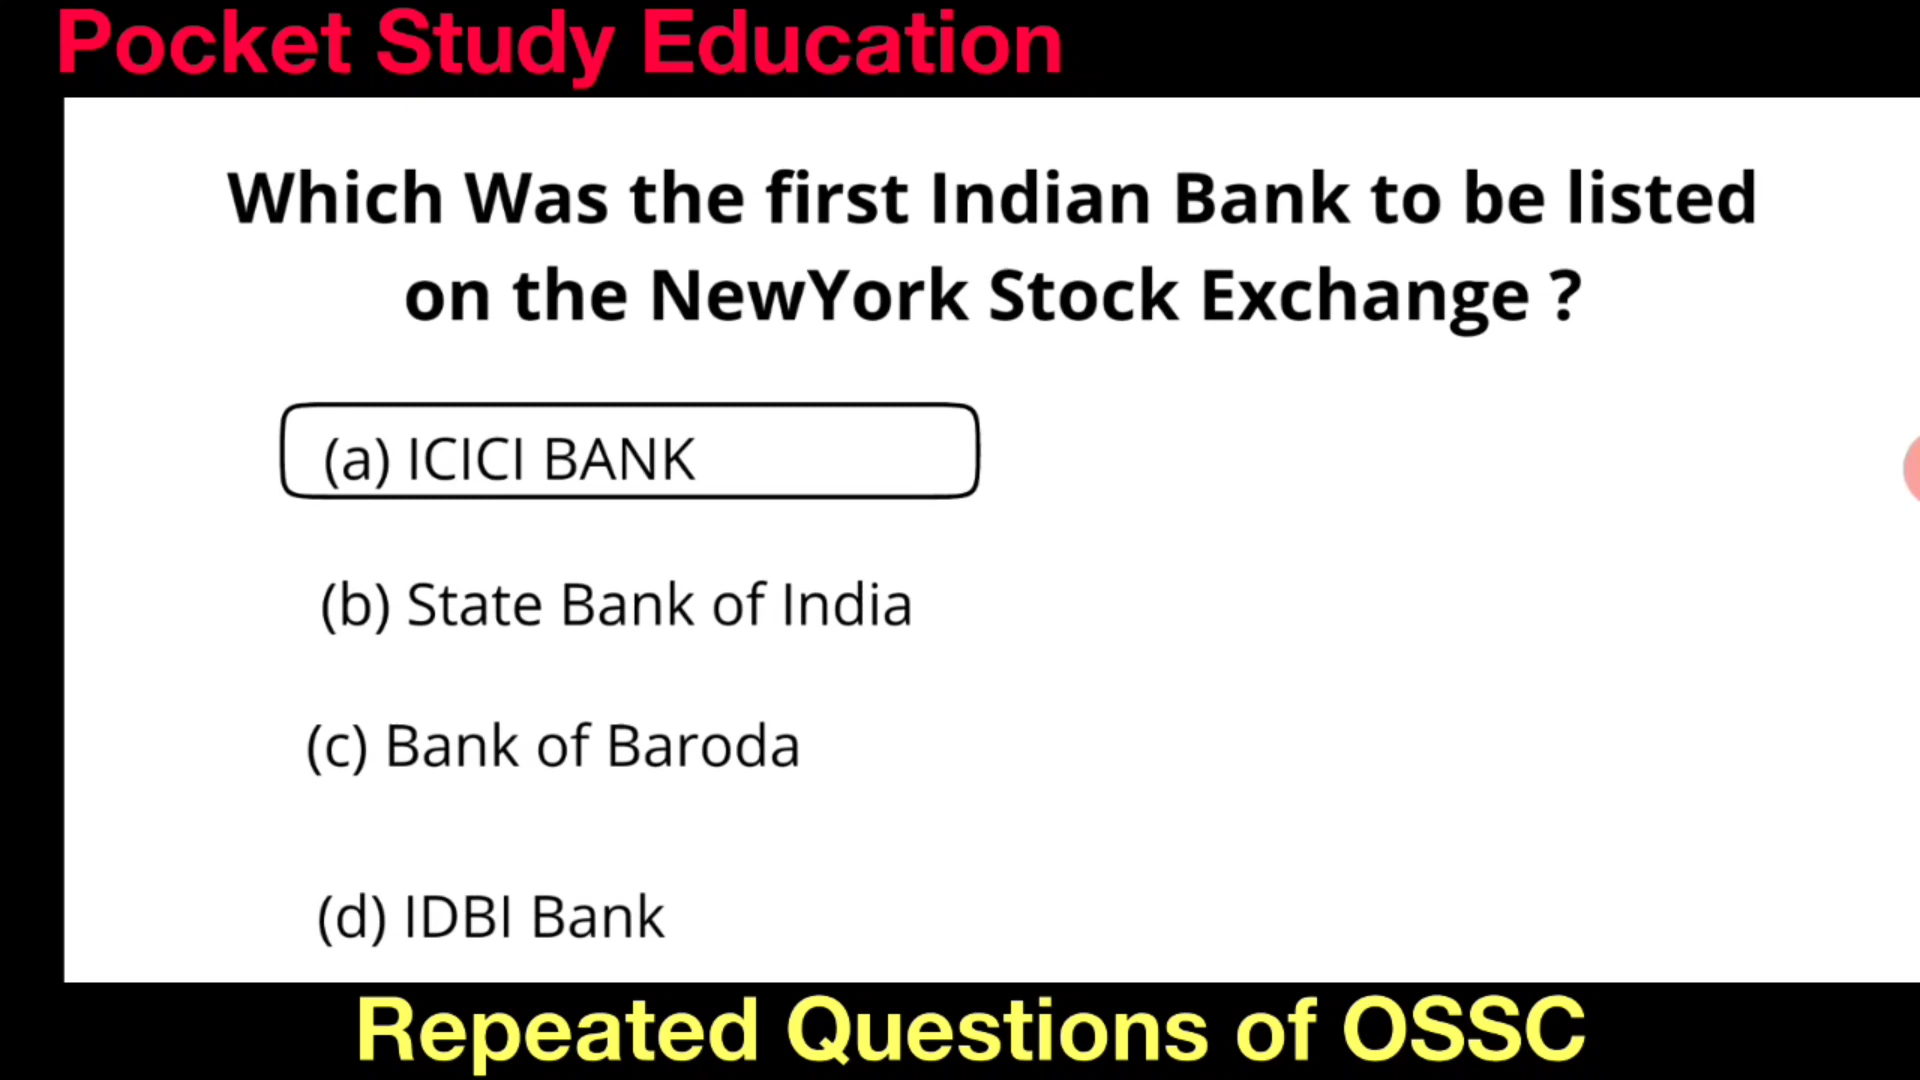 Pocket Study Education
Which Was the first Indian Bank to be listed
on the NewYork Stock Exchange ?
(a) ICICI BANK
(b) State Bank of India
(c) Bank of Baroda
(d) IDBI Bank
Repeated Questions of OSSC